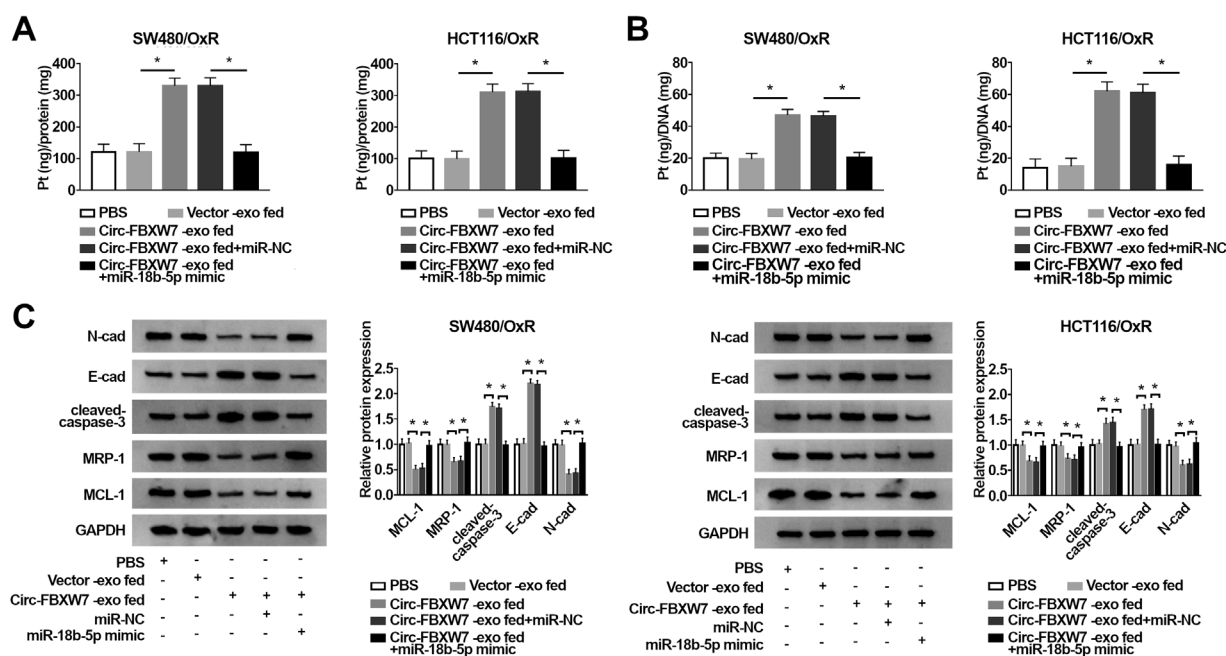 A
SW480/OxR
Pt (ng)/protein (mg)
400
300
200
100
0
*
*
PBS
Vector -exo fed
Circ-FBXW7 -exo fed
Circ-FBXW7 -exo fed+miR-NC
Circ-FBXW7 -exo fed
+miR-18b-5p mimic
HCT116/OxR
Pt (ng)/protein (mg)
400
300
200
100
0
*
*
PBS
Vector -exo fed
Circ-FBXW7 -exo fed
Circ-FBXW7 -exo fed+miR-NC
Circ-FBXW7 -exo fed
+miR-18b-5p mimic
B
SW480/OxR
Pt (ng)/DNA (mg)
80
60
40
20
0
*
*
PBS
Vector -exo fed
Circ-FBXW7 -exo fed
Circ-FBXW7 -exo fed+miR-NC
Circ-FBXW7 -exo fed
+miR-18b-5p mimic
HCT116/OxR
Pt (ng)/DNA (mg)
80
60
40
20
0
*
*
PBS
Vector -exo fed
Circ-FBXW7 -exo fed
Circ-FBXW7 -exo fed+miR-NC
Circ-FBXW7 -exo fed
+miR-18b-5p mimic
C
N-cad
E-cad
cleaved-
caspase-3
MRP-1
MCL-1
GAPDH
PBS + - - - -
Vector -exo fed - + - - -
Circ-FBXW7 -exo fed - - + + +
miR-NC - - - + -
miR-18b-5p mimic - - - - +
SW480/OxR
Relative protein expression
2.5
2.0
1.5
1.0
0.5
0.0
* * * * * * * * * *
MCL-1
MRP-1
cleaved-
caspase-3
E-cad
N-cad
PBS
Vector -exo fed
Circ-FBXW7 -exo fed
Circ-FBXW7 -exo fed+miR-NC
Circ-FBXW7 -exo fed
+miR-18b-5p mimic
N-cad
E-cad
cleaved-
caspase-3
MRP-1
MCL-1
GAPDH
PBS + - - - -
Vector -exo fed - + - - -
Circ-FBXW7 -exo fed - - + + +
miR-NC - - - + -
miR-18b-5p mimic - - - - +
HCT116/OxR
Relative protein expression
2.5
2.0
1.5
1.0
0.5
0.0
* * * * * * * * * *
MCL-1
MRP-1
cleaved-
caspase-3
E-cad
N-cad
PBS
Vector -exo fed
Circ-FBXW7 -exo fed
Circ-FBXW7 -exo fed+miR-NC
Circ-FBXW7 -exo fed
+miR-18b-5p mimic